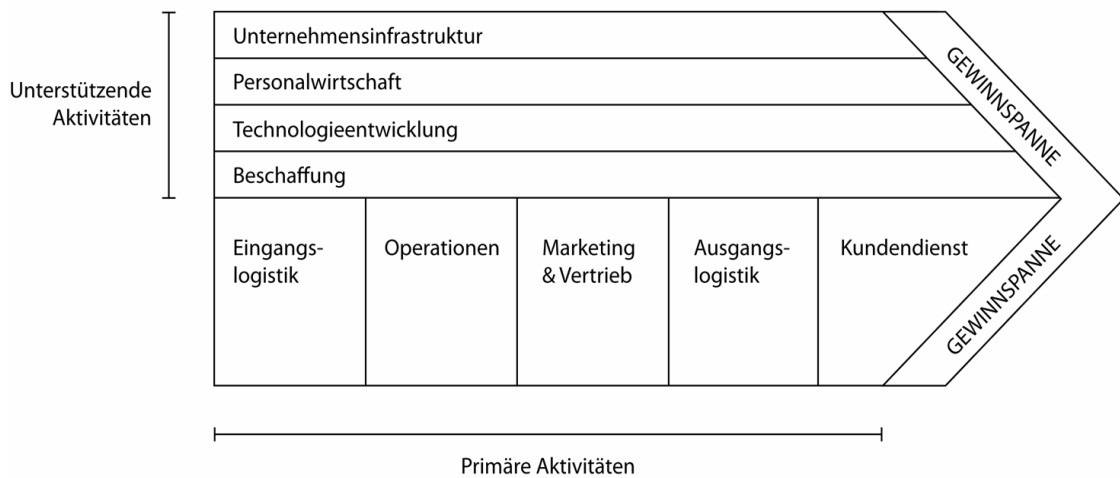 Unterstützende
Aktivitäten
Unternehmensinfrastruktur
Personalwirtschaft
Technologieentwicklung
Beschaffung
GEWINNSPANNE
Eingangs-
logistik
Operationen
Marketing
& Vertrieb
Ausgangs-
logistik
Kundendienst
GEWINNSPANNE
Primäre Aktivitäten